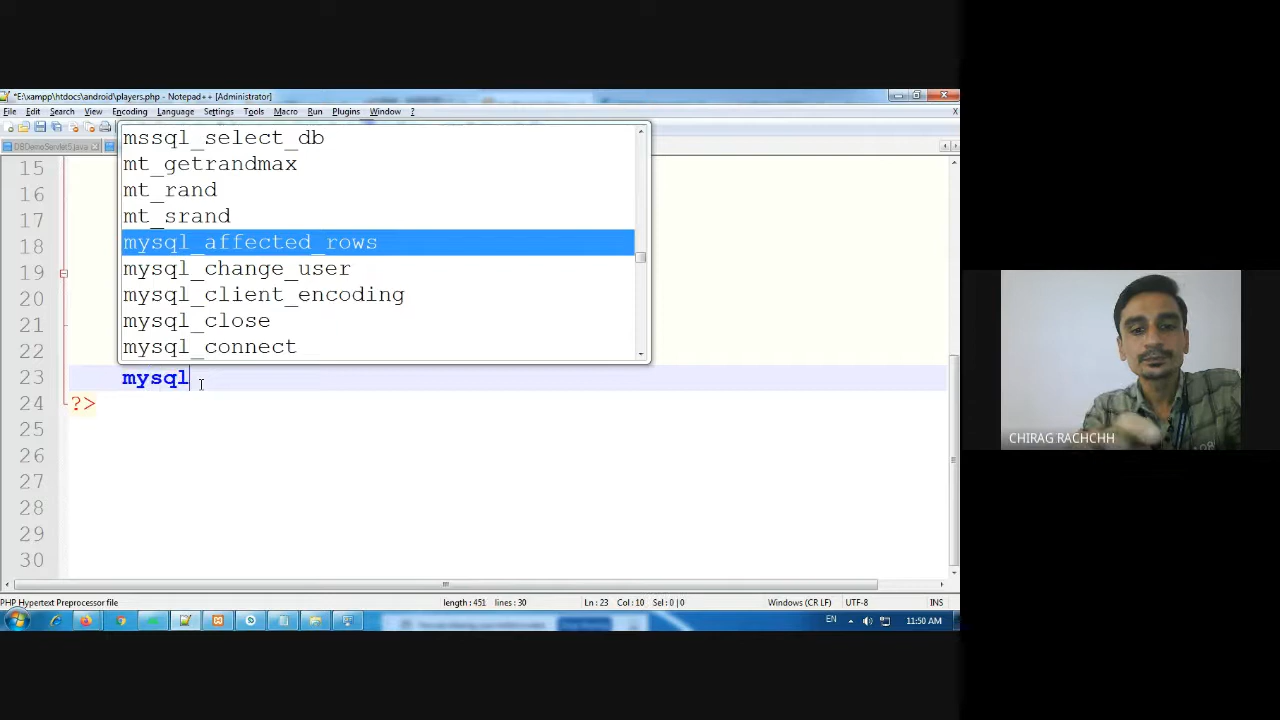 *E:\xampp\htdocs\android\players.php - Notepad++ [Administrator]
File Edit Search View Encoding Language Settings Tools Macro Run Plugins Window ? X
DBDemoServlet5.java
mssql_select_db
mt_getrandmax
mt_rand
mt_srand
mysql_affected_rows
mysql_change_user
mysql_client_encoding
mysql_close
mysql_connect
15
16
17
18
19
20
21
22
23 mysql
24 ?>
25
26
27
28
29
30
CHIRAG RACHCHH
PHP Hypertext Preprocessor file length : 451 lines : 30 Ln : 23 Col : 10 Sel : 0 | 0 Windows (CR LF) UTF-8 INS
EN 11:50 AM